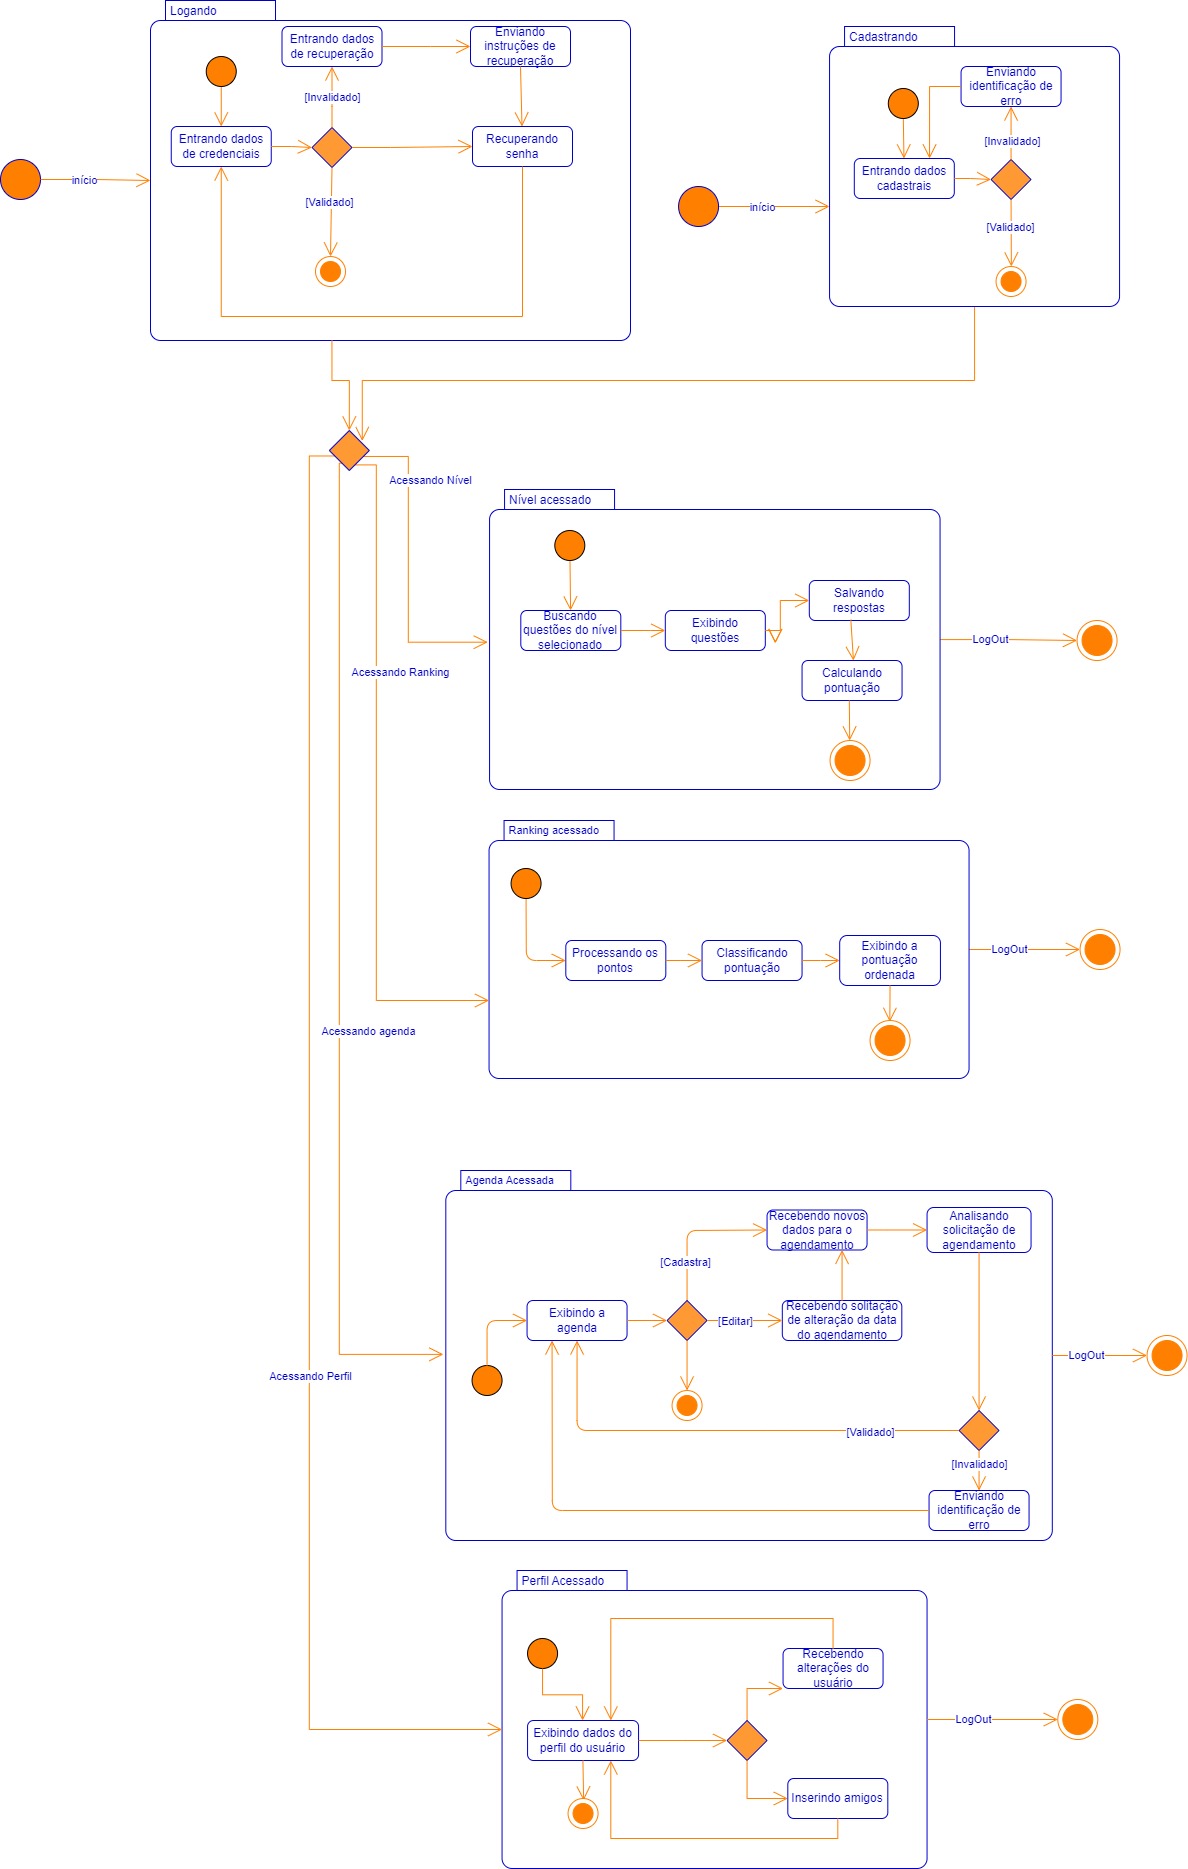 Logando
Entrando dados
de recuperação
Enviando
instruções de
recuperação
[Invalidado]
Entrando dados
de credenciais
Recuperando
senha
início
[Validado]
Cadastrando
Enviando
identificação de
erro
[Invalidado]
Entrando dados
cadastrais
início
[Validado]
Acessando Nível
Nível acessado
Buscando
questões do nível
selecionado
Exibindo
questões
Salvando
respostas
Calculando
pontuação
LogOut
Acessando Ranking
Ranking acessado
Processando os
pontos
Classificando
pontuação
Exibindo a
pontuação
ordenada
LogOut
Acessando agenda
Agenda Acessada
Recebendo novos
dados para o
agendamento
Analisando
solicitação de
agendamento
[Cadastra]
Exibindo a
agenda
[Editar]
Recebendo solitação
de alteração da data
do agendamento
LogOut
[Validado]
[Invalidado]
Enviando
identificação de
erro
Acessando Perfil
Perfil Acessado
Recebendo
alterações do
usuário
Exibindo dados do
perfil do usuário
Inserindo amigos
LogOut